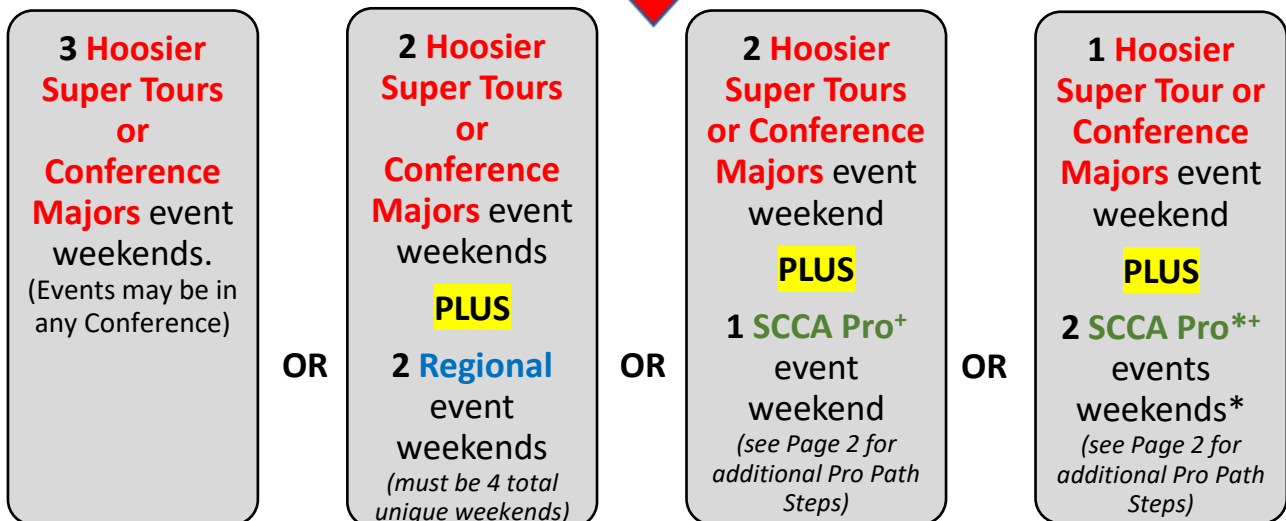 3 Hoosier
Super Tours
or
Conference
Majors event
weekends.
(Events may be in
any Conference)
OR
2 Hoosier
Super Tours
or
Conference
Majors event
weekends
PLUS
2 Regional
event
weekends
(must be 4 total
unique weekends)
OR
2 Hoosier
Super Tours
or Conference
Majors event
weekend
PLUS
1 SCCA Pro+
event
weekend
(see Page 2 for
additional Pro Path
Steps)
OR
1 Hoosier
Super Tour or
Conference
Majors event
weekend
PLUS
2 SCCA Pro*+
events
weekends*
(see Page 2 for
additional Pro Path
Steps)